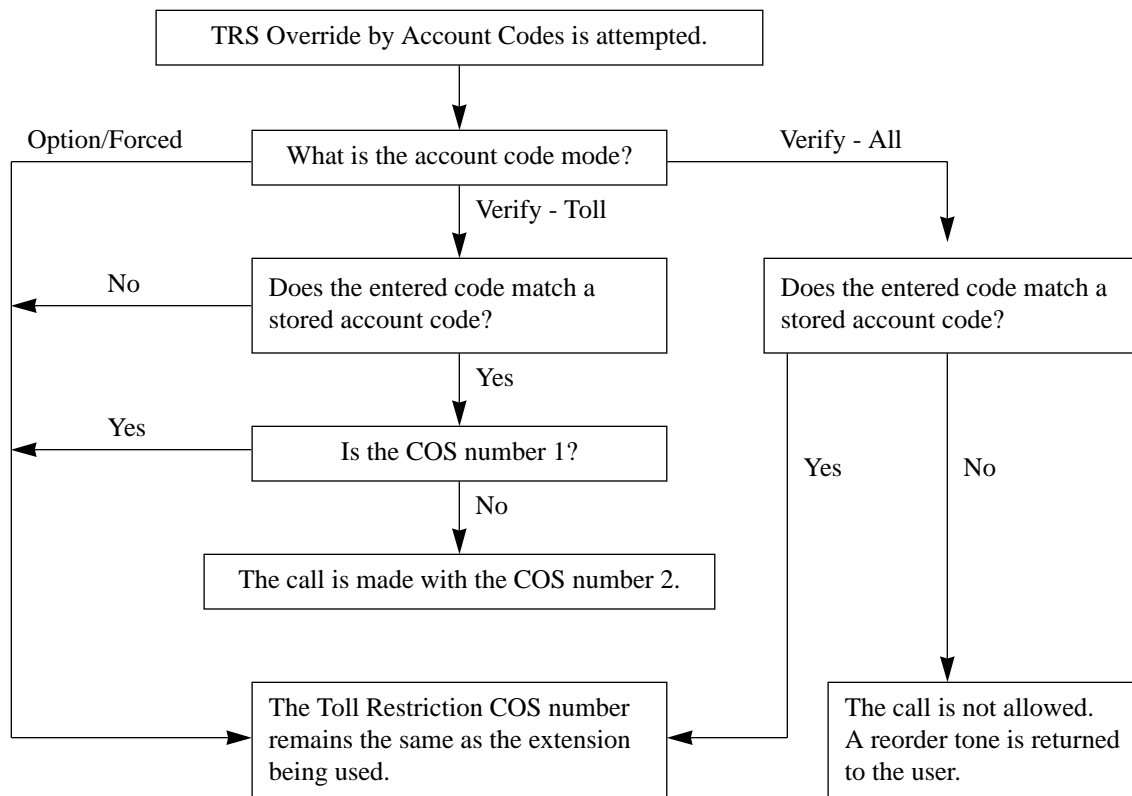 TRS Override by Account Codes is attempted.
Option/Forced
What is the account code mode?
Verify - All
Verify - Toll
No
Does the entered code match a
stored account code?
Does the entered code match a
stored account code?
Yes
Yes
Is the COS number 1?
Yes
No
No
The call is made with the COS number 2.
The Toll Restriction COS number
remains the same as the extension
being used.
The call is not allowed.
A reorder tone is returned
to the user.